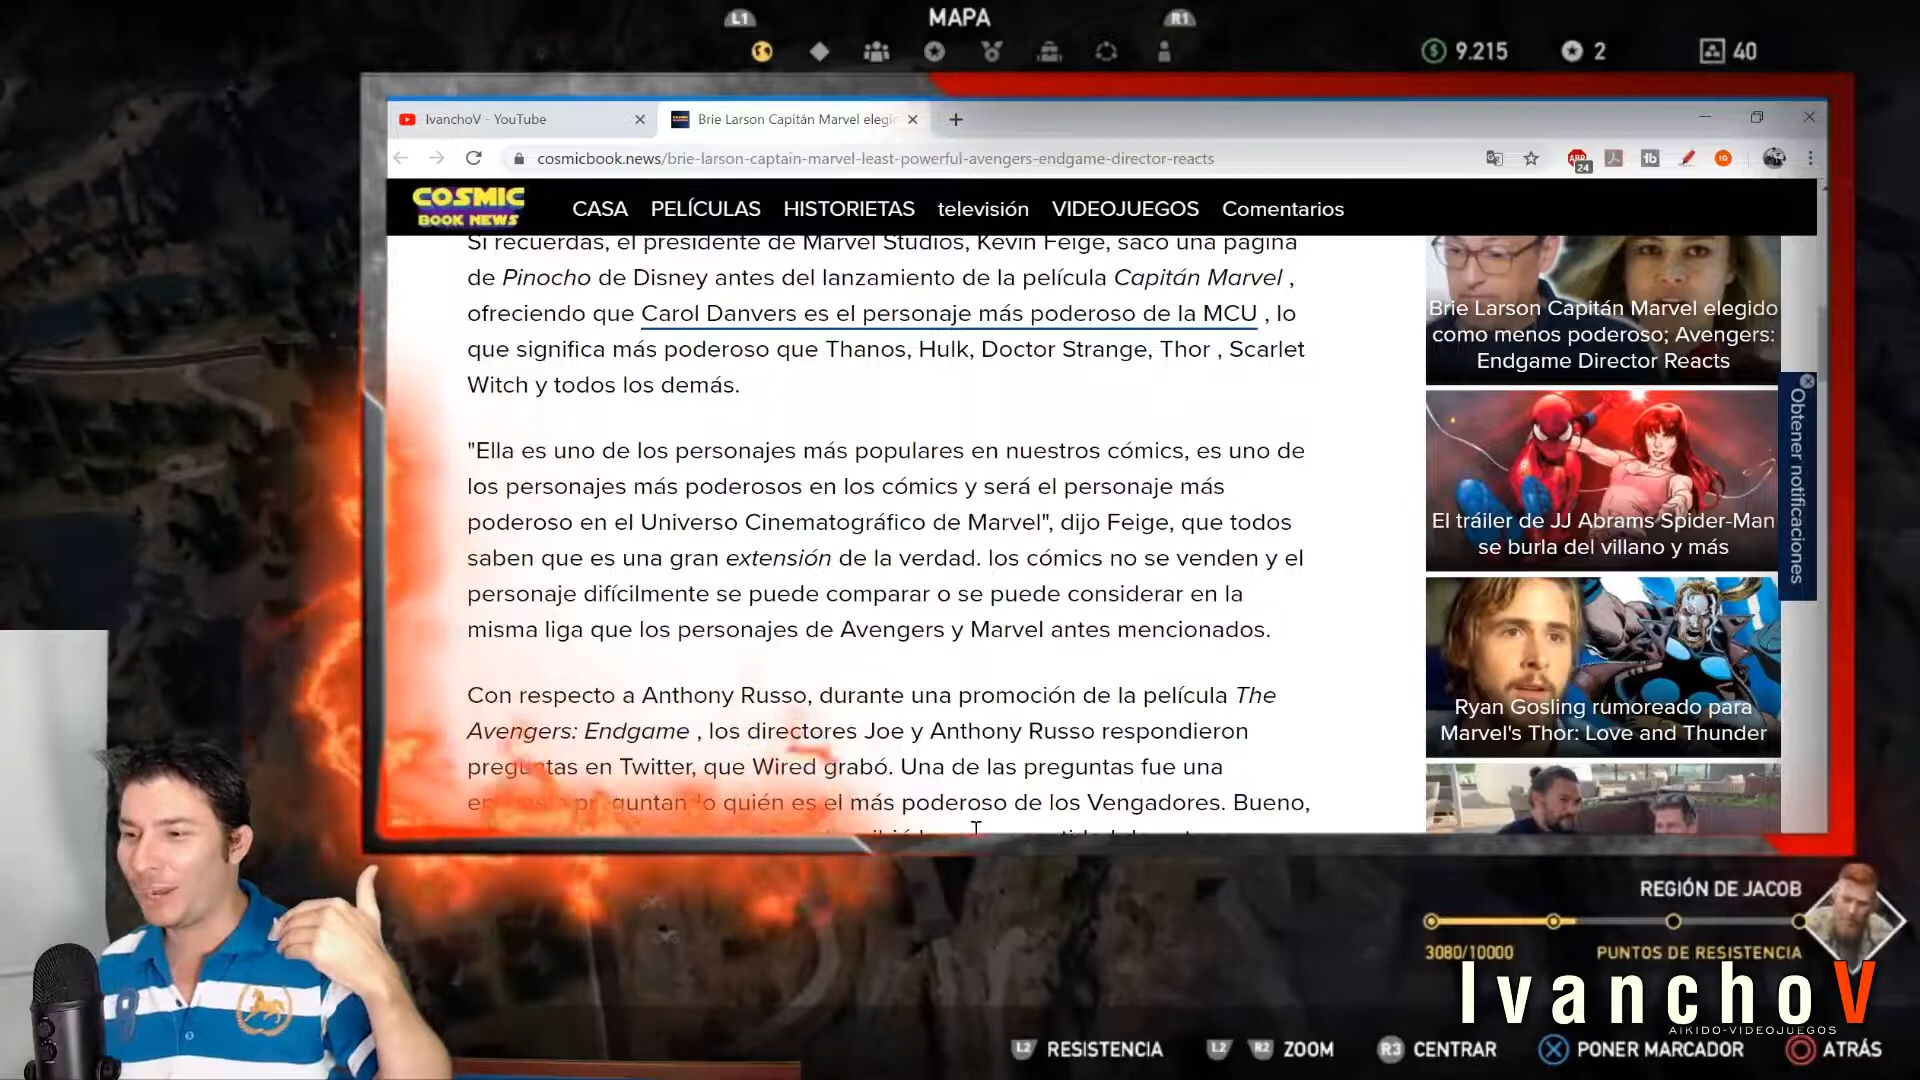 L1
MAPA
R1
9.215
2
40
IvanchoV - YouTube
Brie Larson Capitán Marvel elegi
cosmicbook.news/brie-larson-captain-marvel-least-powerful-avengers-endgame-director-reacts
ABP
24
tb
IG
COSMIC
BOOK NEWS
CASA
PELÍCULAS
HISTORIETAS
televisión
VIDEOJUEGOS
Comentarios
Si recuerdas, el presidente de Marvel Studios, Kevin Feige, sacó una página
de Pinocho de Disney antes del lanzamiento de la película Capitán Marvel ,
ofreciendo que Carol Danvers es el personaje más poderoso de la MCU , lo
que significa más poderoso que Thanos, Hulk, Doctor Strange, Thor , Scarlet
Witch y todos los demás.
"Ella es uno de los personajes más populares en nuestros cómics, es uno de
los personajes más poderosos en los cómics y será el personaje más
poderoso en el Universo Cinematográfico de Marvel", dijo Feige, que todos
saben que es una gran extensión de la verdad. los cómics no se venden y el
personaje difícilmente se puede comparar o se puede considerar en la
misma liga que los personajes de Avengers y Marvel antes mencionados.
Con respecto a Anthony Russo, durante una promoción de la película The
Avengers: Endgame , los directores Joe y Anthony Russo respondieron
preguntas en Twitter, que Wired grabó. Una de las preguntas fue una
preguntando quién es el más poderoso de los Vengadores. Bueno,
Brie Larson Capitán Marvel elegido
como menos poderoso; Avengers:
Endgame Director Reacts
El tráiler de JJ Abrams Spider-Man
se burla del villano y más
Ryan Gosling rumoreado para
Marvel's Thor: Love and Thunder
Obtener notificaciones
REGIÓN DE JACOB
3080/10000
PUNTOS DE RESISTENCIA
IvanchoV
AIKIDO-VIDEOJUEGOS
L2 RESISTENCIA
L2 R2 ZOOM
R3 CENTRAR
PONER MARCADOR
ATRÁS